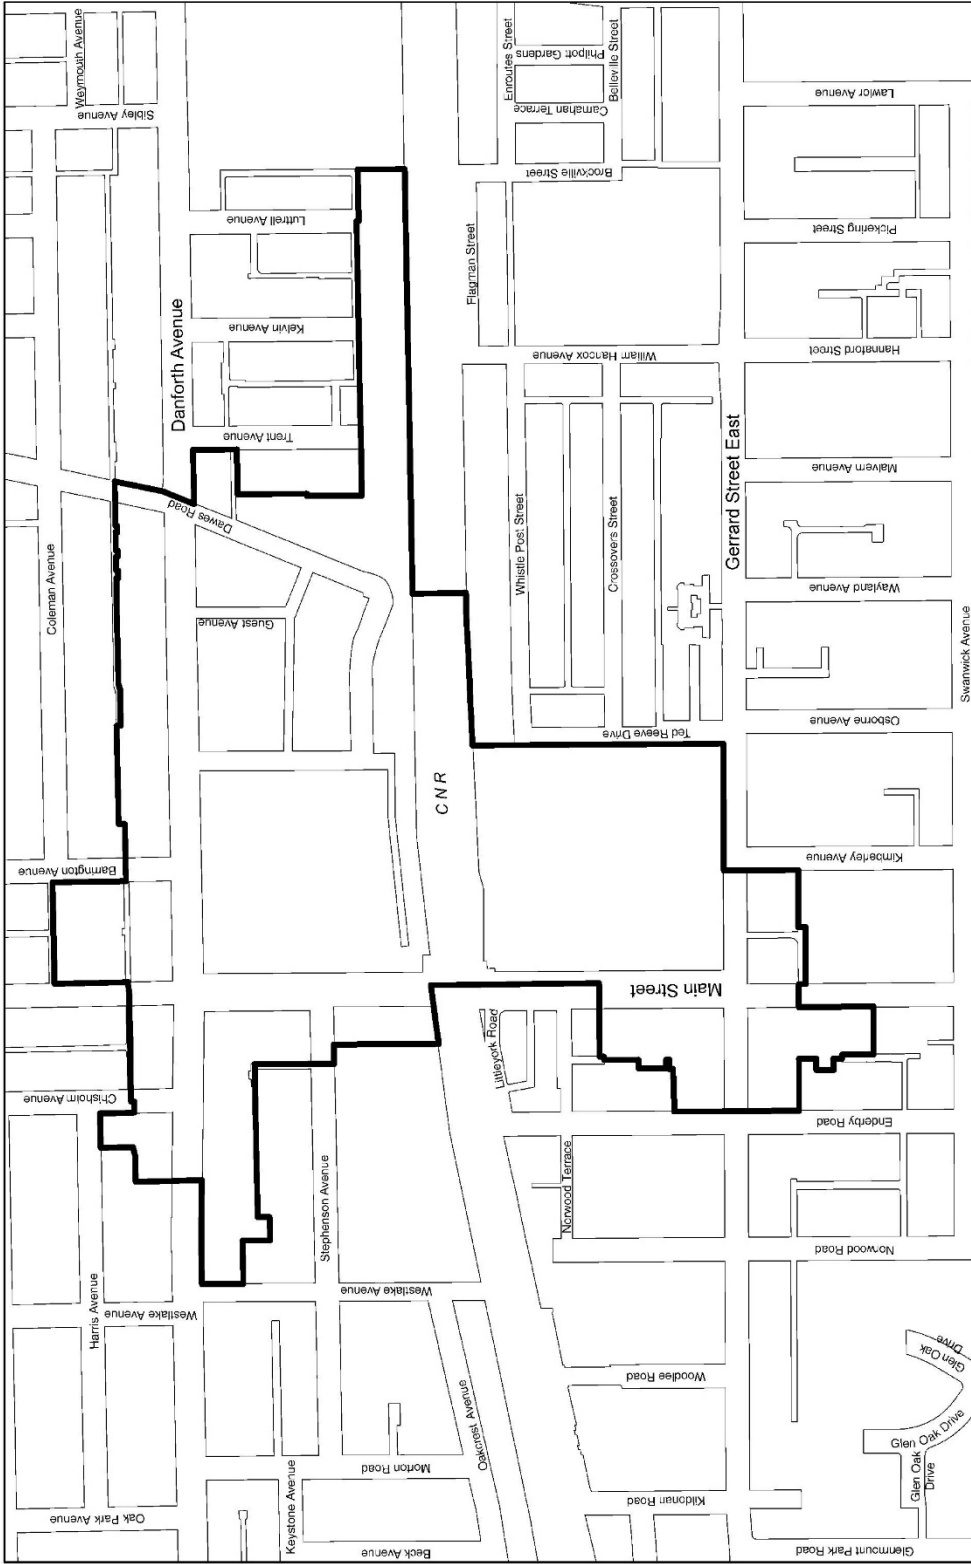 Weymouth Avenue
Sibley Avenue
Enroutes Street
Philpott Gardens
Belleville Street
Carnahan Terrace
Lawlor Avenue
Brockville Street
Luttrell Avenue
Flagman Street
Pickering Street
Danforth Avenue
Kelvin Avenue
William Hancox Avenue
Hannaford Street
Trent Avenue
Gerrard Street East
Malvern Avenue
Dawes Road
Coleman Avenue
Whistle Post Street
Crossovers Street
Wayland Avenue
Guest Avenue
Swanwick Avenue
Ted Reeve Drive
Osborne Avenue
CNR
Barrington Avenue
Kimberley Avenue
Main Street
Littleyork Road
Chisholm Avenue
Enderby Road
Stephenson Avenue
Norwood Terrace
Norwood Road
Harris Avenue
Westlake Avenue
Westlake Avenue
Glen Oak
Drive
Woodlee Road
Oakcrest Avenue
Glen Oak Drive
Morton Road
Glen Oak
Drive
Oak Park Avenue
Keystone Avenue
Kildonan Road
Beck Avenue
Glenmount Park Road